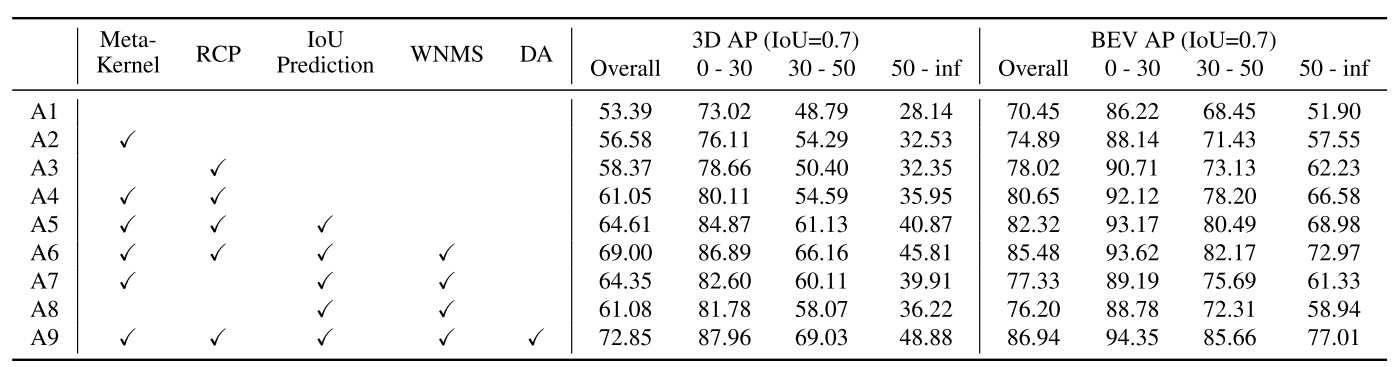 Meta-Kernel RCP IoU Prediction WNMS DA 3D AP (IoU=0.7) BEV AP (IoU=0.7)
Overall 0 - 30 30 - 50 50 - inf Overall 0 - 30 30 - 50 50 - inf
A1 53.39 73.02 48.79 28.14 70.45 86.22 68.45 51.90
A2 ✓ 56.58 76.11 54.29 32.53 74.89 88.14 71.43 57.55
A3 ✓ 58.37 78.66 50.40 32.35 78.02 90.71 73.13 62.23
A4 ✓ ✓ 61.05 80.11 54.59 35.95 80.65 92.12 78.20 66.58
A5 ✓ ✓ ✓ 64.61 84.87 61.13 40.87 82.32 93.17 80.49 68.98
A6 ✓ ✓ ✓ ✓ 69.00 86.89 66.16 45.81 85.48 93.62 82.17 72.97
A7 ✓ ✓ ✓ 64.35 82.60 60.11 39.91 77.33 89.19 75.69 61.33
A8 ✓ ✓ 61.08 81.78 58.07 36.22 76.20 88.78 72.31 58.94
A9 ✓ ✓ ✓ ✓ ✓ 72.85 87.96 69.03 48.88 86.94 94.35 85.66 77.01